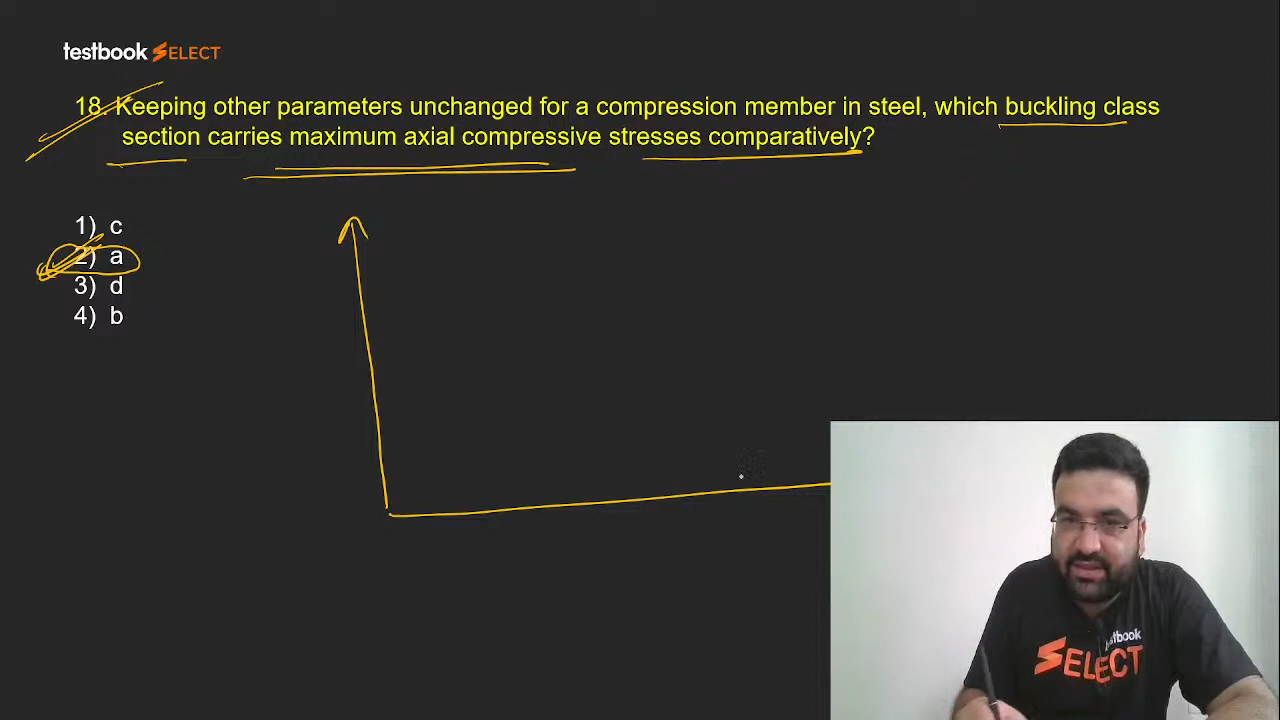 testbook SELECT
18. Keeping other parameters unchanged for a compression member in steel, which buckling class
section carries maximum axial compressive stresses comparatively?
1) c
2) a
3) d
4) b
testbook
SELECT